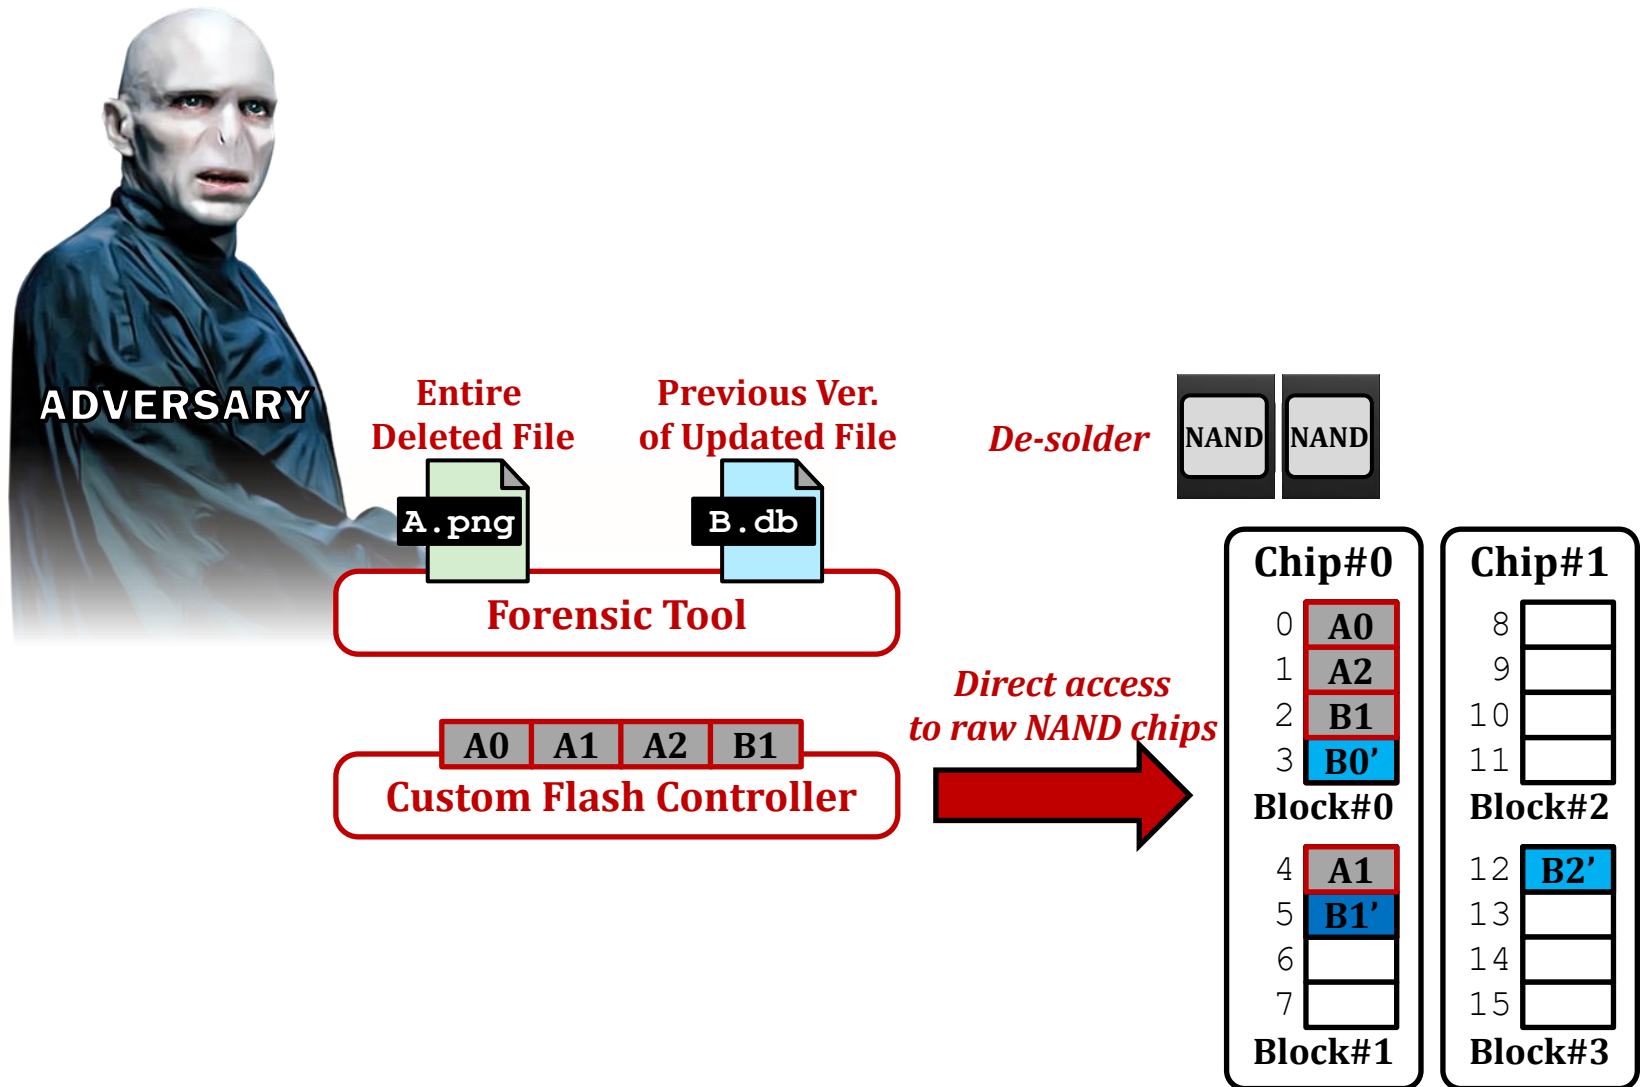 ADVERSARY
Entire
Deleted File
Previous Ver.
of Updated File
A.png
B.db
Forensic Tool
A0 A1 A2 B1
Custom Flash Controller
De-solder
NAND NAND
Direct access
to raw NAND chips
Chip#0
0 A0
1 A2
2 B1
3 B0’
Block#0
4 A1
5 B1’
6
7
Block#1
Chip#1
8
9
10
11
Block#2
12 B2’
13
14
15
Block#3